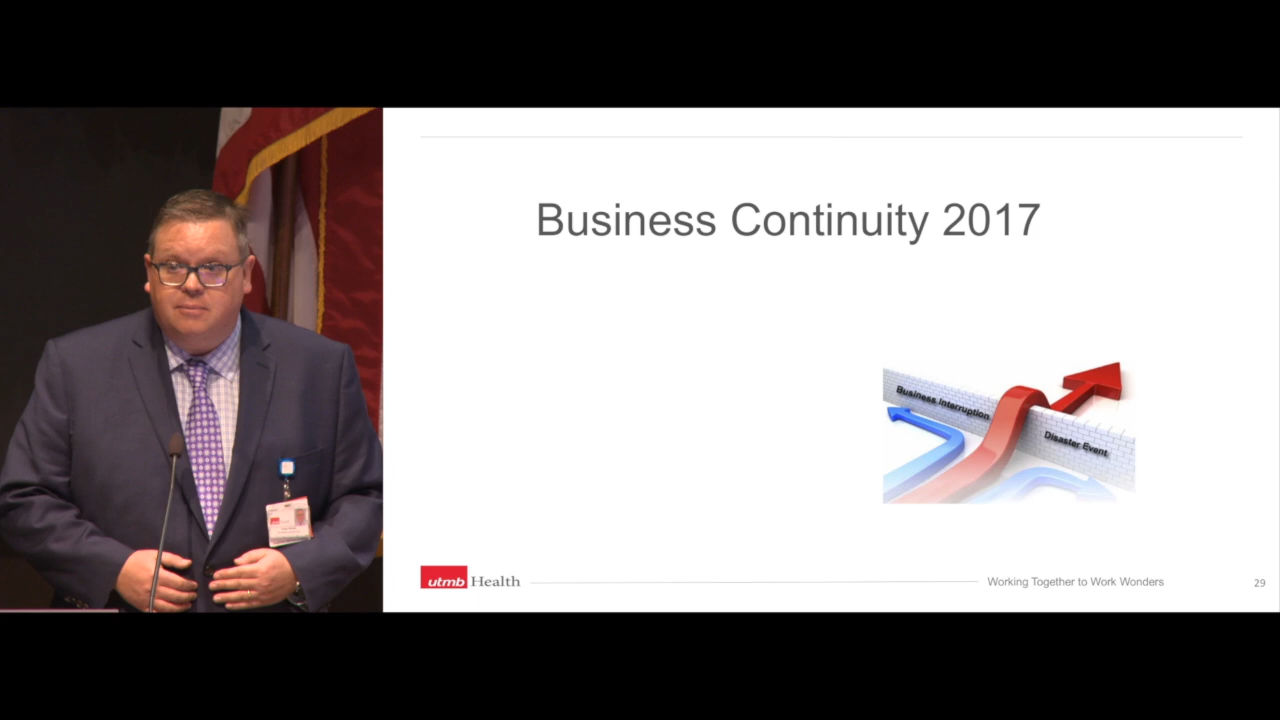 Business Continuity 2017
Business Interruption
Disaster Event
utmb Health
Working Together to Work Wonders
29